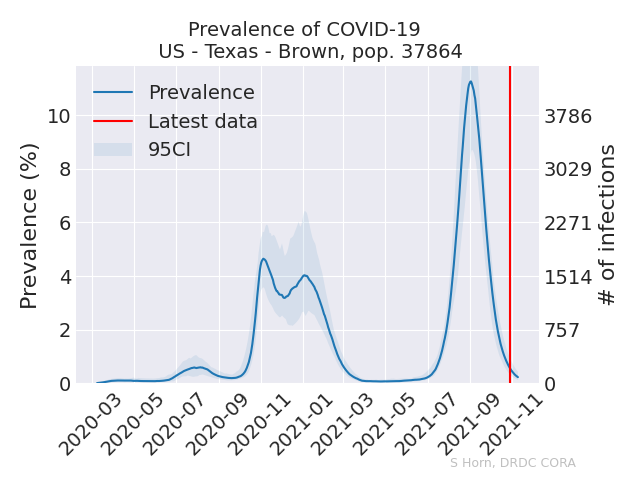 Prevalence of COVID-19
US - Texas - Brown, pop. 37864
Prevalence
Latest data
95CI
Prevalence (%)
10
8
6
4
2
0
3786
3029
2271
1514
757
0
# of infections
2020-03
2020-05
2020-07
2020-09
2020-11
2021-01
2021-03
2021-05
2021-07
2021-09
2021-11
S Horn, DRDC CORA